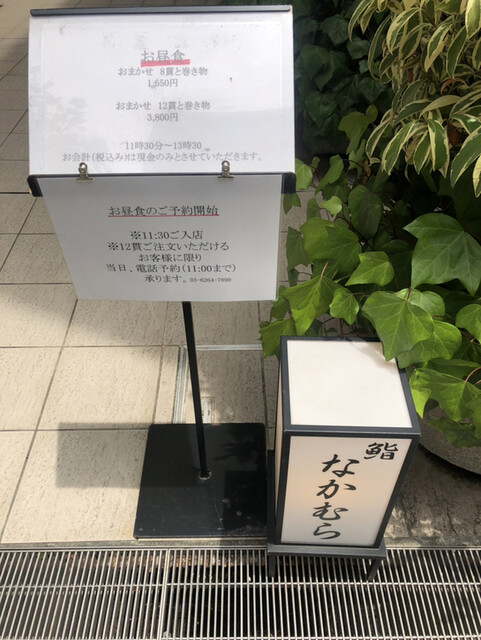 お昼食
おまかせ 8貫と巻き物
1,650円
おまかせ 12貫と巻き物
3,800円
11時30分〜13時30
お会計(税込み)は現金のみとさせていただきます。
お昼食のご予約開始
※11:30ご入店
※12貫ご注文いただける
お客様に限り
当日、電話予約(11:00まで)
承ります。03-6264-7690
鮨
なかむら